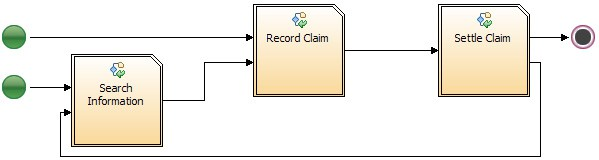 Record Claim
Settle Claim
Search
Information